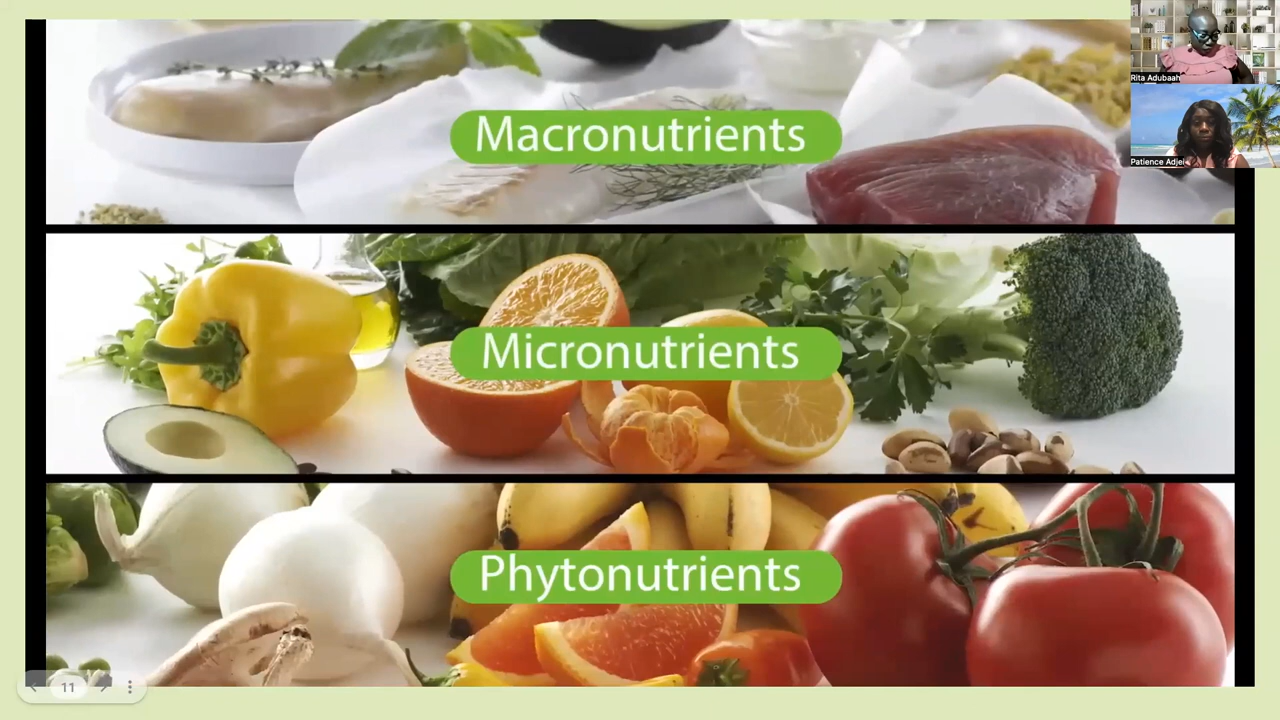 Macronutrients
Rita Adubaah
Patience Adjei
Micronutrients
Phytonutrients
11